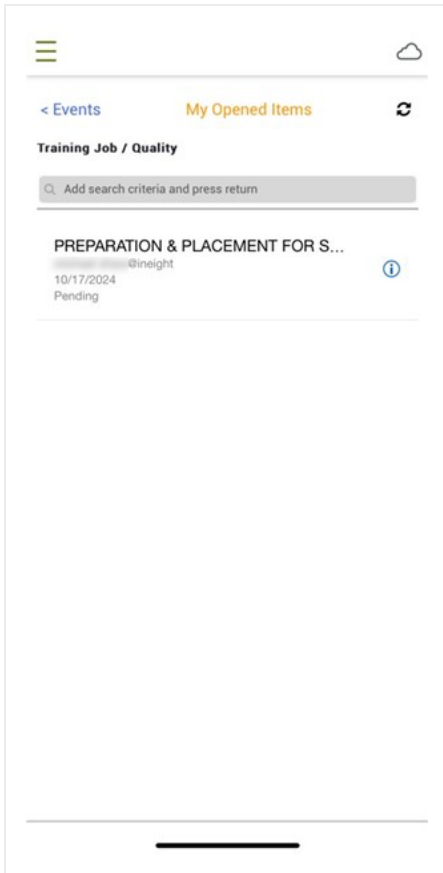 < Events My Opened Items
Training Job / Quality
Add search criteria and press return
PREPARATION & PLACEMENT FOR S...
@ineight
10/17/2024
Pending